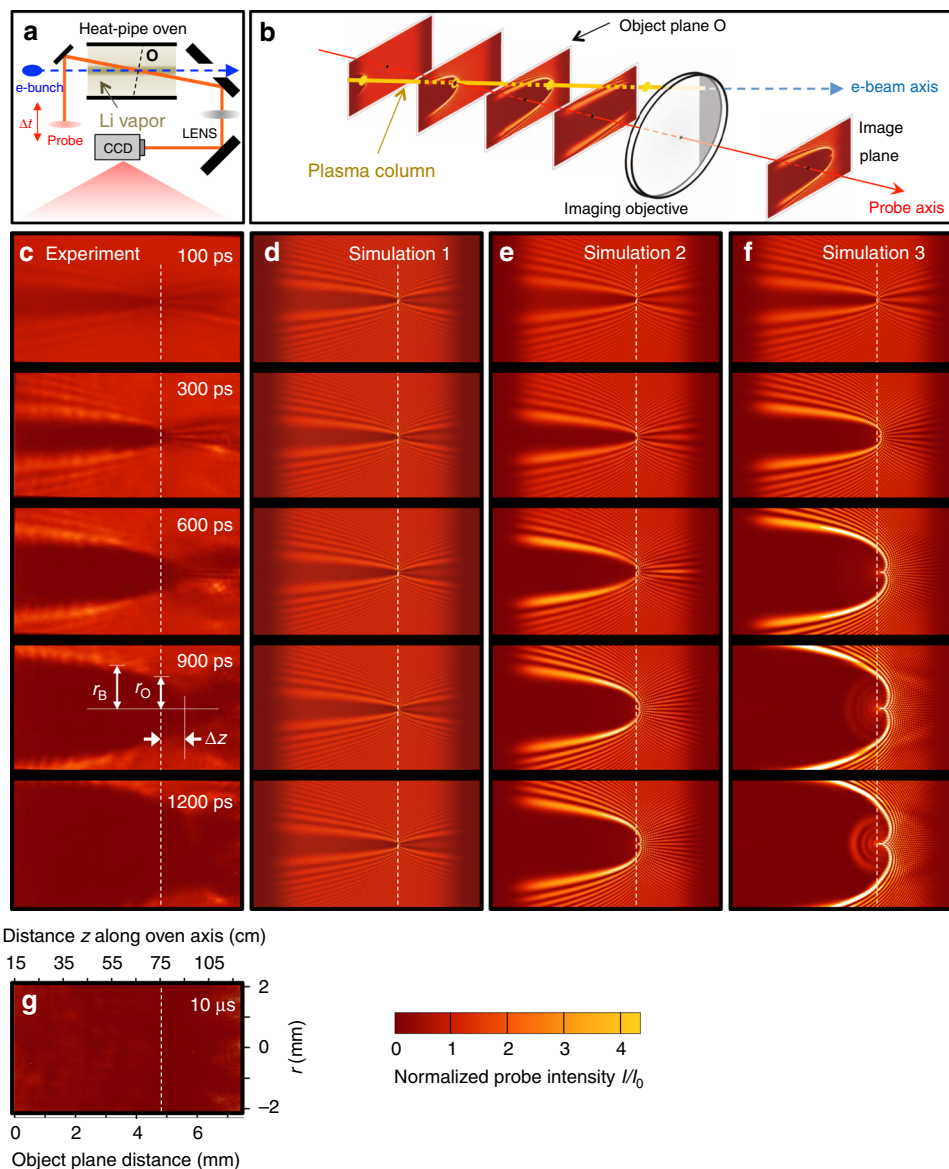 a
Heat-pipe oven
O
e-bunch
Li vapor
Δt
Probe
LENS
CCD
b
Object plane O
e-beam axis
Plasma column
Image
plane
Imaging objective
Probe axis
c Experiment
100 ps
300 ps
600 ps
900 ps
rB
rO
Δz
1200 ps
d Simulation 1
e Simulation 2
f Simulation 3
Distance z along oven axis (cm)
15 35 55 75 105
g
10 µs
2
0
−2
r (mm)
0 2 4 6
Object plane distance (mm)
0 1 2 3 4
Normalized probe intensity I/I0